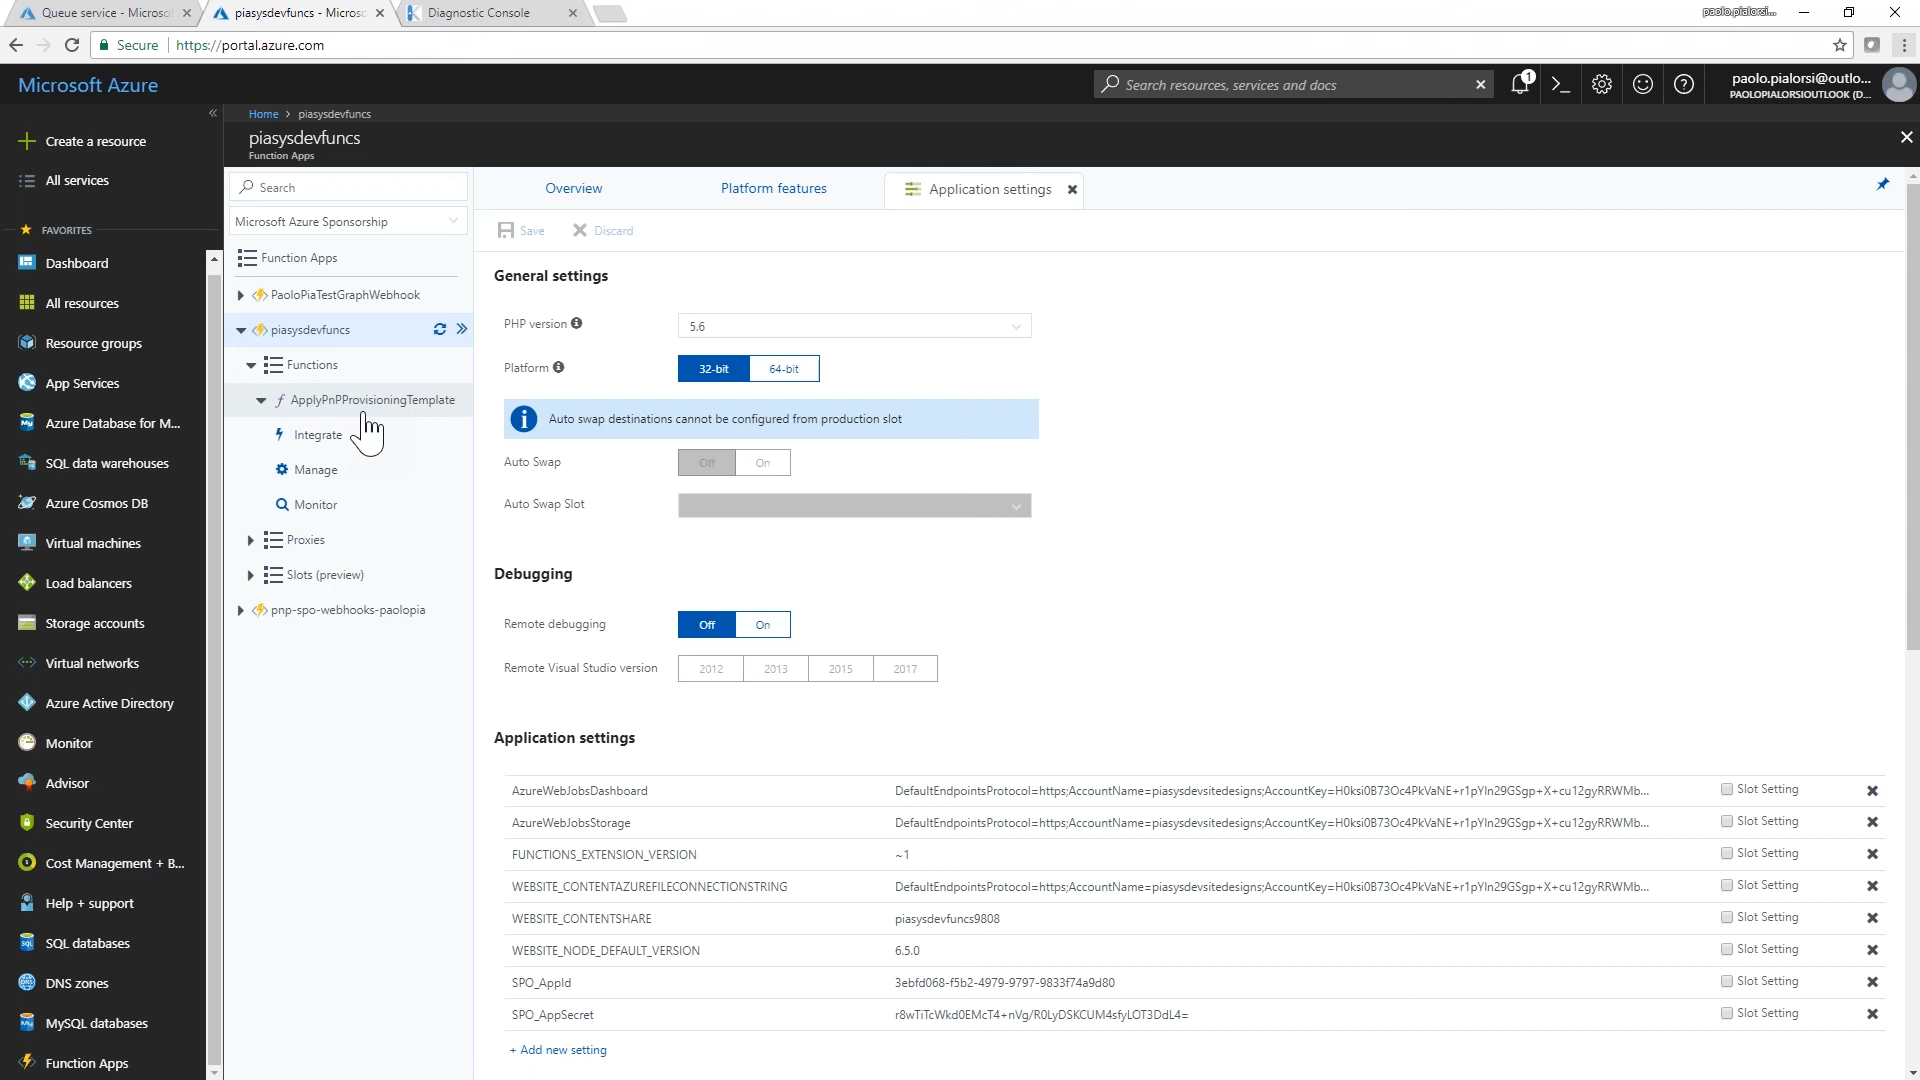 Queue service - Microso
piasysdevfuncs - Microso
Diagnostic Console
paolo.pialorsi...
Secure
https://portal.azure.com
Microsoft Azure
Search resources, services and docs
1
paolo.pialorsi@outlo...
PAOLOPIALORSIOUTLOOK (D...
Home > piasysdevfuncs
piasysdevfuncs
Function Apps
Create a resource
All services
FAVORITES
Dashboard
All resources
Resource groups
App Services
Azure Database for M...
SQL data warehouses
Azure Cosmos DB
Virtual machines
Load balancers
Storage accounts
Virtual networks
Azure Active Directory
Monitor
Advisor
Security Center
Cost Management + B...
Help + support
SQL databases
DNS zones
MySQL databases
Function Apps
Search
Microsoft Azure Sponsorship
Function Apps
PaoloPiaTestGraphWebhook
piasysdevfuncs
Functions
ApplyPnPProvisioningTemplate
Integrate
Manage
Monitor
Proxies
Slots (preview)
pnp-spo-webhooks-paolopia
Overview
Platform features
Application settings
Save
Discard
General settings
PHP version
5.6
Platform
32-bit
64-bit
Auto swap destinations cannot be configured from production slot
Auto Swap
Off
On
Auto Swap Slot
Debugging
Remote debugging
Off
On
Remote Visual Studio version
2012
2013
2015
2017
Application settings
AzureWebJobsDashboard
DefaultEndpointsProtocol=https;AccountName=piasysdevsitedesigns;AccountKey=H0ksi0B73Oc4PkVaNE+r1pYIn29GSgp+X+cu12gyRRWMb...
Slot Setting
AzureWebJobsStorage
DefaultEndpointsProtocol=https;AccountName=piasysdevsitedesigns;AccountKey=H0ksi0B73Oc4PkVaNE+r1pYIn29GSgp+X+cu12gyRRWMb...
Slot Setting
FUNCTIONS_EXTENSION_VERSION
~1
Slot Setting
WEBSITE_CONTENTAZUREFILECONNECTIONSTRING
DefaultEndpointsProtocol=https;AccountName=piasysdevsitedesigns;AccountKey=H0ksi0B73Oc4PkVaNE+r1pYIn29GSgp+X+cu12gyRRWMb...
Slot Setting
WEBSITE_CONTENTSHARE
piasysdevfuncs9808
Slot Setting
WEBSITE_NODE_DEFAULT_VERSION
6.5.0
Slot Setting
SPO_AppId
3ebfd068-f5b2-4979-9797-9833f74a9d80
Slot Setting
SPO_AppSecret
r8wTiTcWkd0EMcT4+nVg/R0LyDSKCUM4sfyLOT3DdL4=
Slot Setting
+ Add new setting